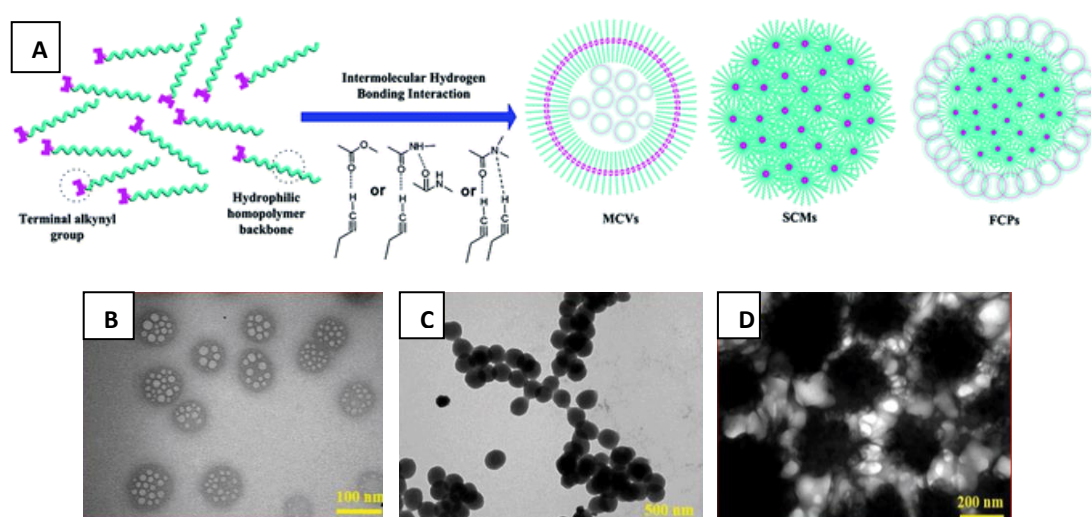 A
Intermolecular Hydrogen
Bonding Interaction
O
O
H
C
NH
O
O
H
N
H
C
N
O
H
C
H
C
or
or
Terminal alkynyl
group
Hydrophilic
homopolymer
backbone
MCVs
SCMs
FCPs
B
C
D
100 nm
500 nm
200 nm